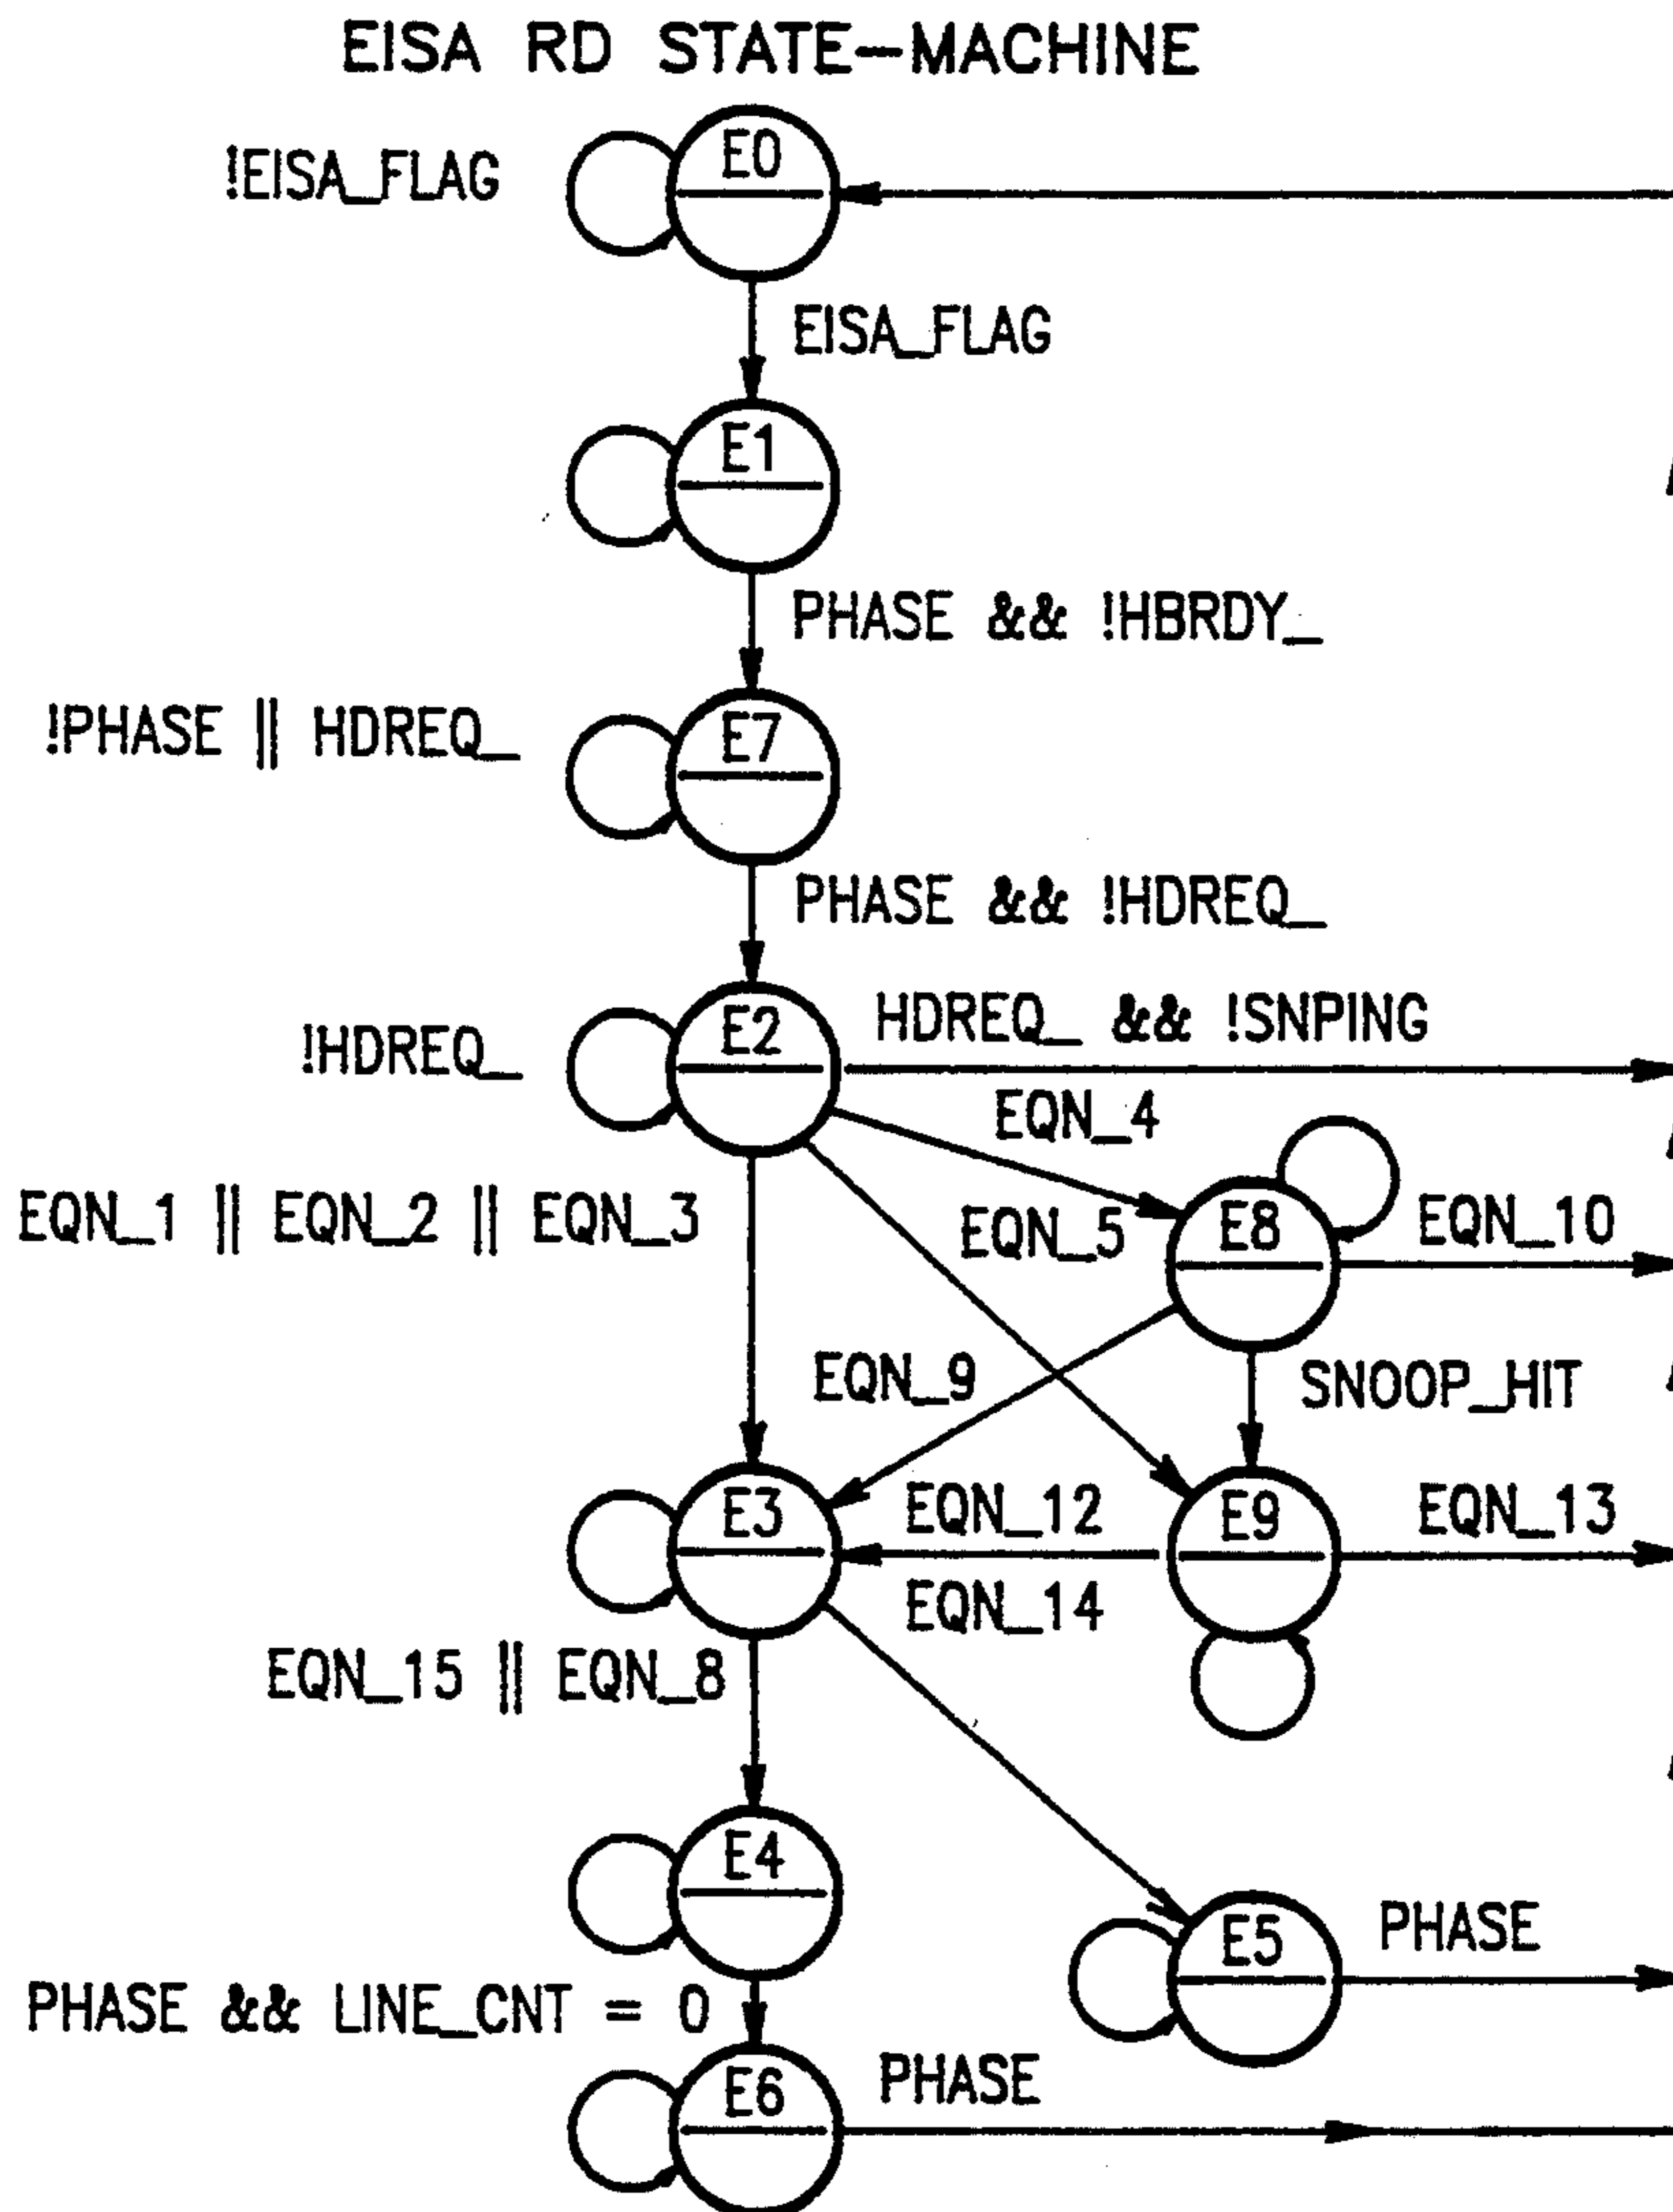 EISA RD STATE-MACHINE
!EISA_FLAG
E0
EISA_FLAG
E1
PHASE && !HBRDY_
!PHASE || HDREQ_
E7
PHASE && !HDREQ_
!HDREQ_
E2
HDREQ_ && !SNPING
EQN_4
EQN_1 || EQN_2 || EQN_3
EQN_5
E8
EQN_10
EQN_9
SNOOP_HIT
E3
EQN_12
E9
EQN_13
EQN_14
EQN_15 || EQN_8
E4
E5
PHASE
PHASE && LINE_CNT = 0
E6
PHASE